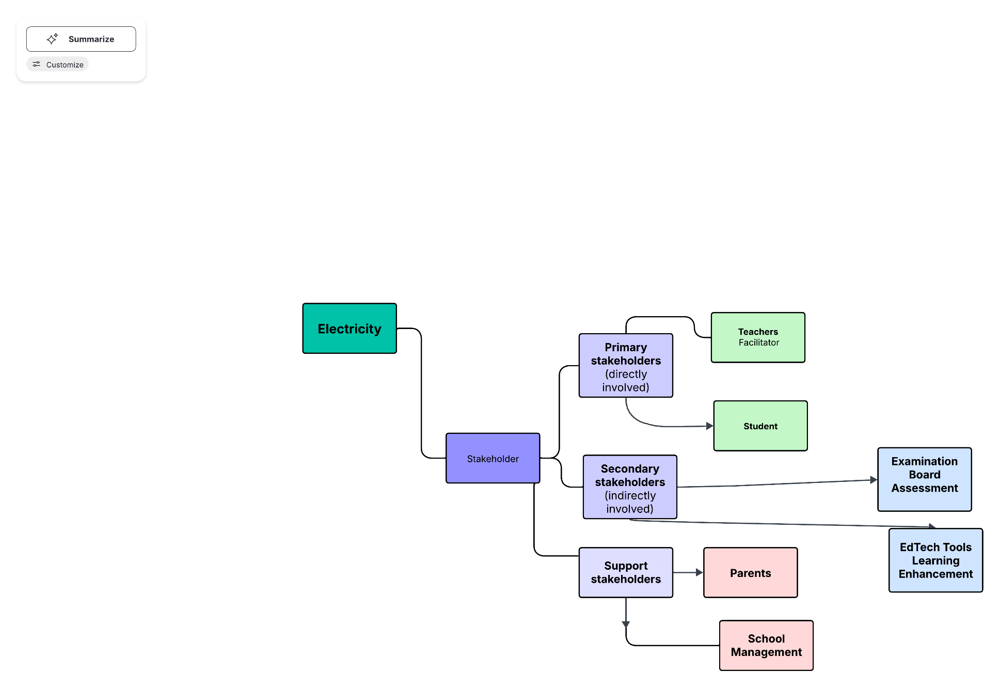 Summarize
Customize
Electricity
Stakeholder
Primary
stakeholders
(directly
involved)
Teachers
Facilitator
Student
Secondary
stakeholders
(indirectly
involved)
Examination
Board
Assessment
EdTech Tools
Learning
Enhancement
Support
stakeholders
Parents
School
Management